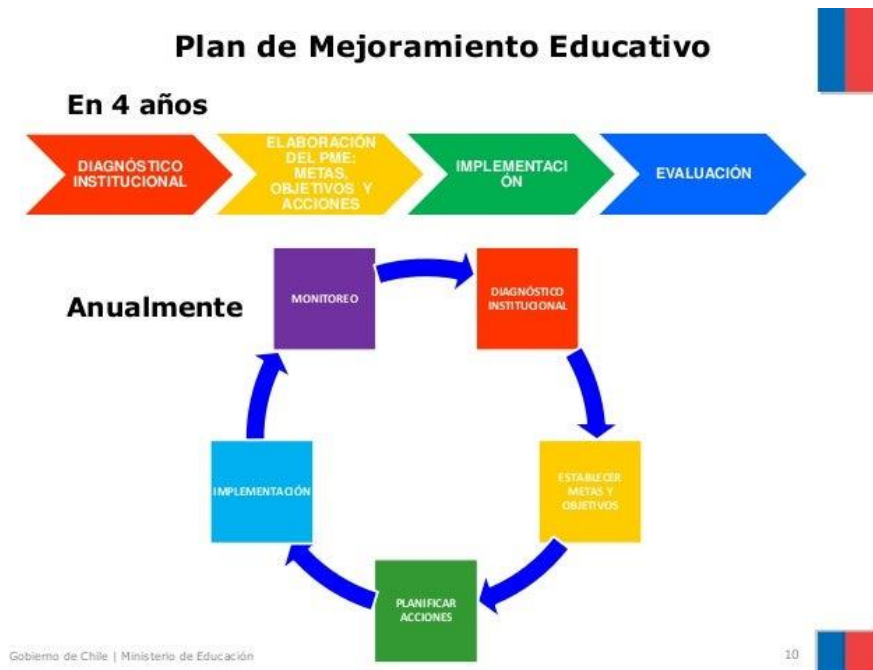 Plan de Mejoramiento Educativo
En 4 años
DIAGNÓSTICO
INSTITUCIONAL
ELABORACIÓN
DEL PME:
METAS,
OBJETIVOS Y
ACCIONES
IMPLEMENTACI
ÓN
EVALUACIÓN
Anualmente
MONITOREO
DIAGNÓSTICO
INSTITUCIONAL
ESTABLECER
METAS Y
OBJETIVOS
PLANIFICAR
ACCIONES
IMPLEMENTACIÓN
Gobierno de Chile | Ministerio de Educación
10